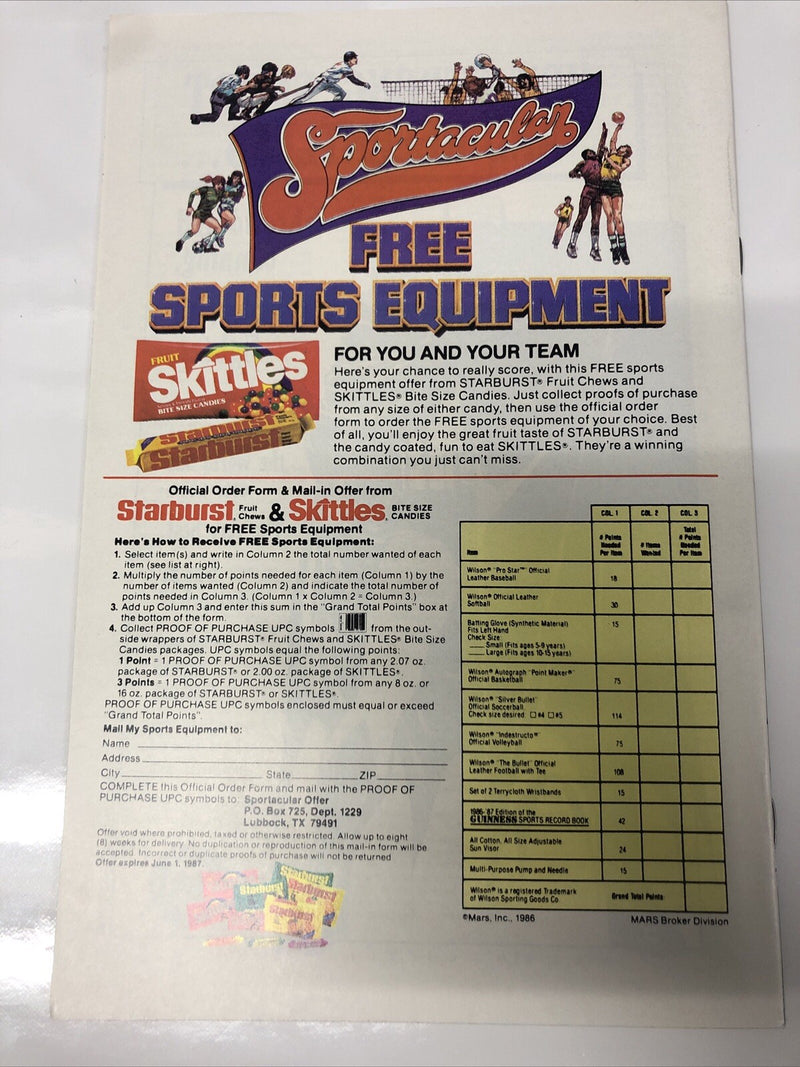 Sportacular
FREE
SPORTS EQUIPMENT
FRUIT
Skittles
BITE SIZE CANDIES
Starburst
Starburst
FOR YOU AND YOUR TEAM
Here's your chance to really score, with this FREE sports
equipment offer from STARBURST® Fruit Chews and
SKITTLES® Bite Size Candies. Just collect proofs of purchase
from any size of either candy, then use the official order
form to order the FREE sports equipment of your choice. Best
of all, you'll enjoy the great fruit taste of STARBURST® and
the candy coated, fun to eat SKITTLES®. They're a winning
combination you just can't miss.
Official Order Form & Mail-in Offer from
Starburst® Fruit Chews & Skittles® BITE SIZE CANDIES
for FREE Sports Equipment
Here's How to Receive FREE Sports Equipment:
1. Select item(s) and write in Column 2 the total number wanted of each
item (see list at right).
2. Multiply the number of points needed for each item (Column 1) by the
number of items wanted (Column 2) and indicate the total number of
points needed in Column 3. (Column 1 x Column 2 = Column 3.)
3. Add up Column 3 and enter this sum in the "Grand Total Points" box at
the bottom of the form.
4. Collect PROOF OF PURCHASE UPC symbols from the out-
side wrappers of STARBURST® Fruit Chews and SKITTLES® Bite Size
Candies packages. UPC symbols equal the following points:
1 Point = 1 PROOF OF PURCHASE UPC symbol from any 2.07 oz.
package of STARBURST® or 2.00 oz. package of SKITTLES®.
3 Points = 1 PROOF OF PURCHASE UPC symbol from any 8 oz. or
16 oz. package of STARBURST® or SKITTLES®.
PROOF OF PURCHASE UPC symbols enclosed must equal or exceed
"Grand Total Points".
Mail My Sports Equipment to:
Name
Address
City State ZIP
COMPLETE this Official Order Form and mail with the PROOF OF
PURCHASE UPC symbols to: Sportacular Offer
P.O. Box 725, Dept. 1229
Lubbock, TX 79491
Offer void where prohibited, taxed or otherwise restricted. Allow up to eight
(8) weeks for delivery. No duplication or reproduction of this mail-in form will be
accepted. Incorrect or duplicate proofs of purchase will not be returned
Offer expires June 1, 1987.
Starburst
Starburst
Starburst
Starburst
COL. 1 COL. 2 COL. 3
Item # Points Needed Per Item # Items Wanted Total # Points Needed Per Item
Wilson® "Pro Star"™ Official
Leather Baseball 18
Wilson® Official Leather
Softball 30
Batting Glove (Synthetic Material) 15
Fits Left Hand
Check Size
Small (Fits ages 5-9 years)
Large (Fits ages 10-15 years)
Wilson® Autograph "Point Maker"®
Official Basketball 75
Wilson® "Silver Bullet"
Official Soccerball
Check size desired □ #4 □ #5 114
Wilson® "Indestructo"®
Official Volleyball 75
Wilson® "The Bullet" Official
Leather Football with Tee 108
Set of 2 Terrycloth Wristbands 15
1986-'87 Edition of the
GUINNESS SPORTS RECORD BOOK 42
All Cotton, All Size Adjustable
Sun Visor 24
Multi-Purpose Pump and Needle 15
Wilson® is a registered Trademark
of Wilson Sporting Goods Co. Grand Total Points
©Mars, Inc., 1986 MARS Broker Division